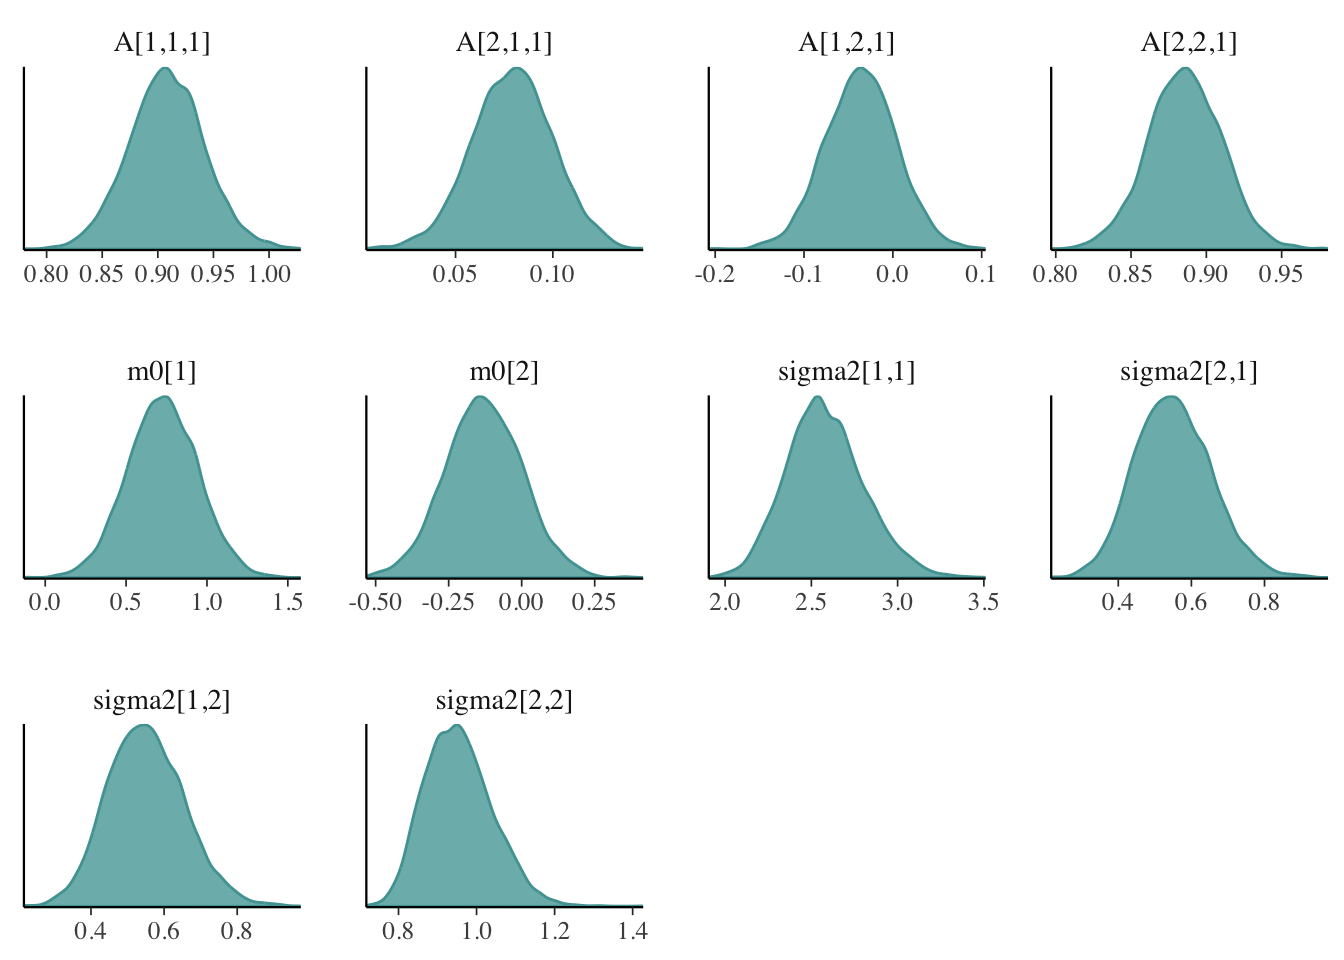 A[1,1,1] A[2,1,1] A[1,2,1] A[2,2,1]
0.80 0.85 0.90 0.95 1.00 0.05 0.10 -0.2 -0.1 0.0 0.1 0.80 0.85 0.90 0.95
m0[1] m0[2] sigma2[1,1] sigma2[2,1]
0.0 0.5 1.0 1.5 -0.50 -0.25 0.00 0.25 2.0 2.5 3.0 3.5 0.4 0.6 0.8
sigma2[1,2] sigma2[2,2]
0.4 0.6 0.8 0.8 1.0 1.2 1.4